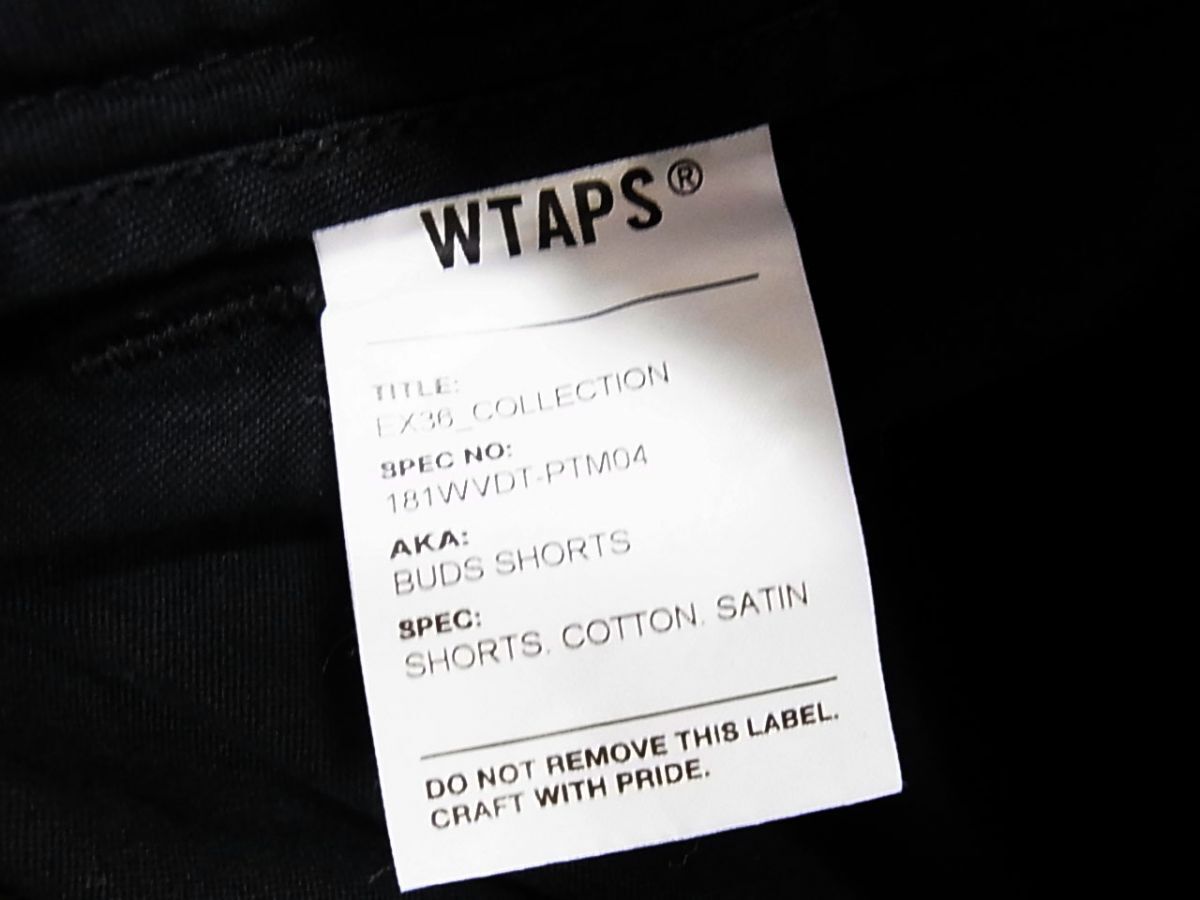 WTAPS®
TITLE:
EX36_COLLECTION
SPEC NO:
181WVDT-PTM04
AKA:
BUDS SHORTS
SPEC:
SHORTS. COTTON. SATIN
DO NOT REMOVE THIS LABEL.
CRAFT WITH PRIDE.